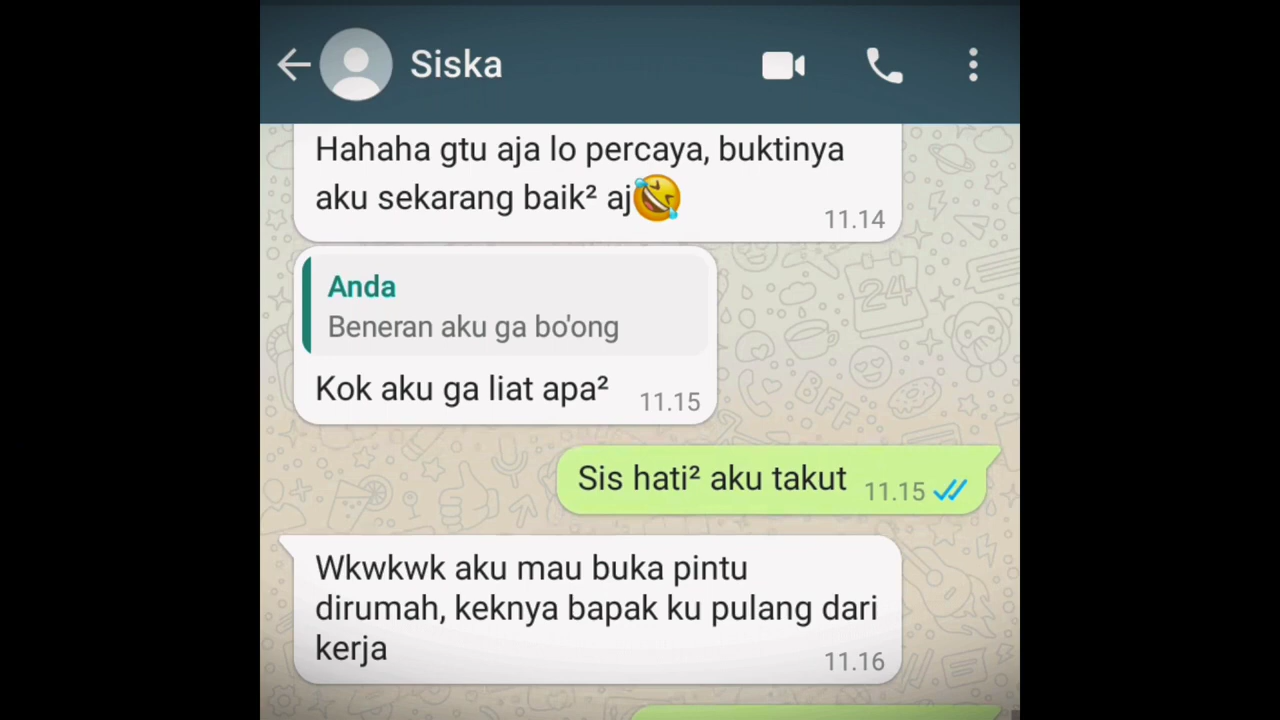 Siska
Hahaha gtu aja lo percaya, buktinya
aku sekarang baik² aj🤣
11.14
Anda
Beneran aku ga bo'ong
Kok aku ga liat apa²
11.15
Sis hati² aku takut
11.15
Wkwkwk aku mau buka pintu
dirumah, keknya bapak ku pulang dari
kerja
11.16